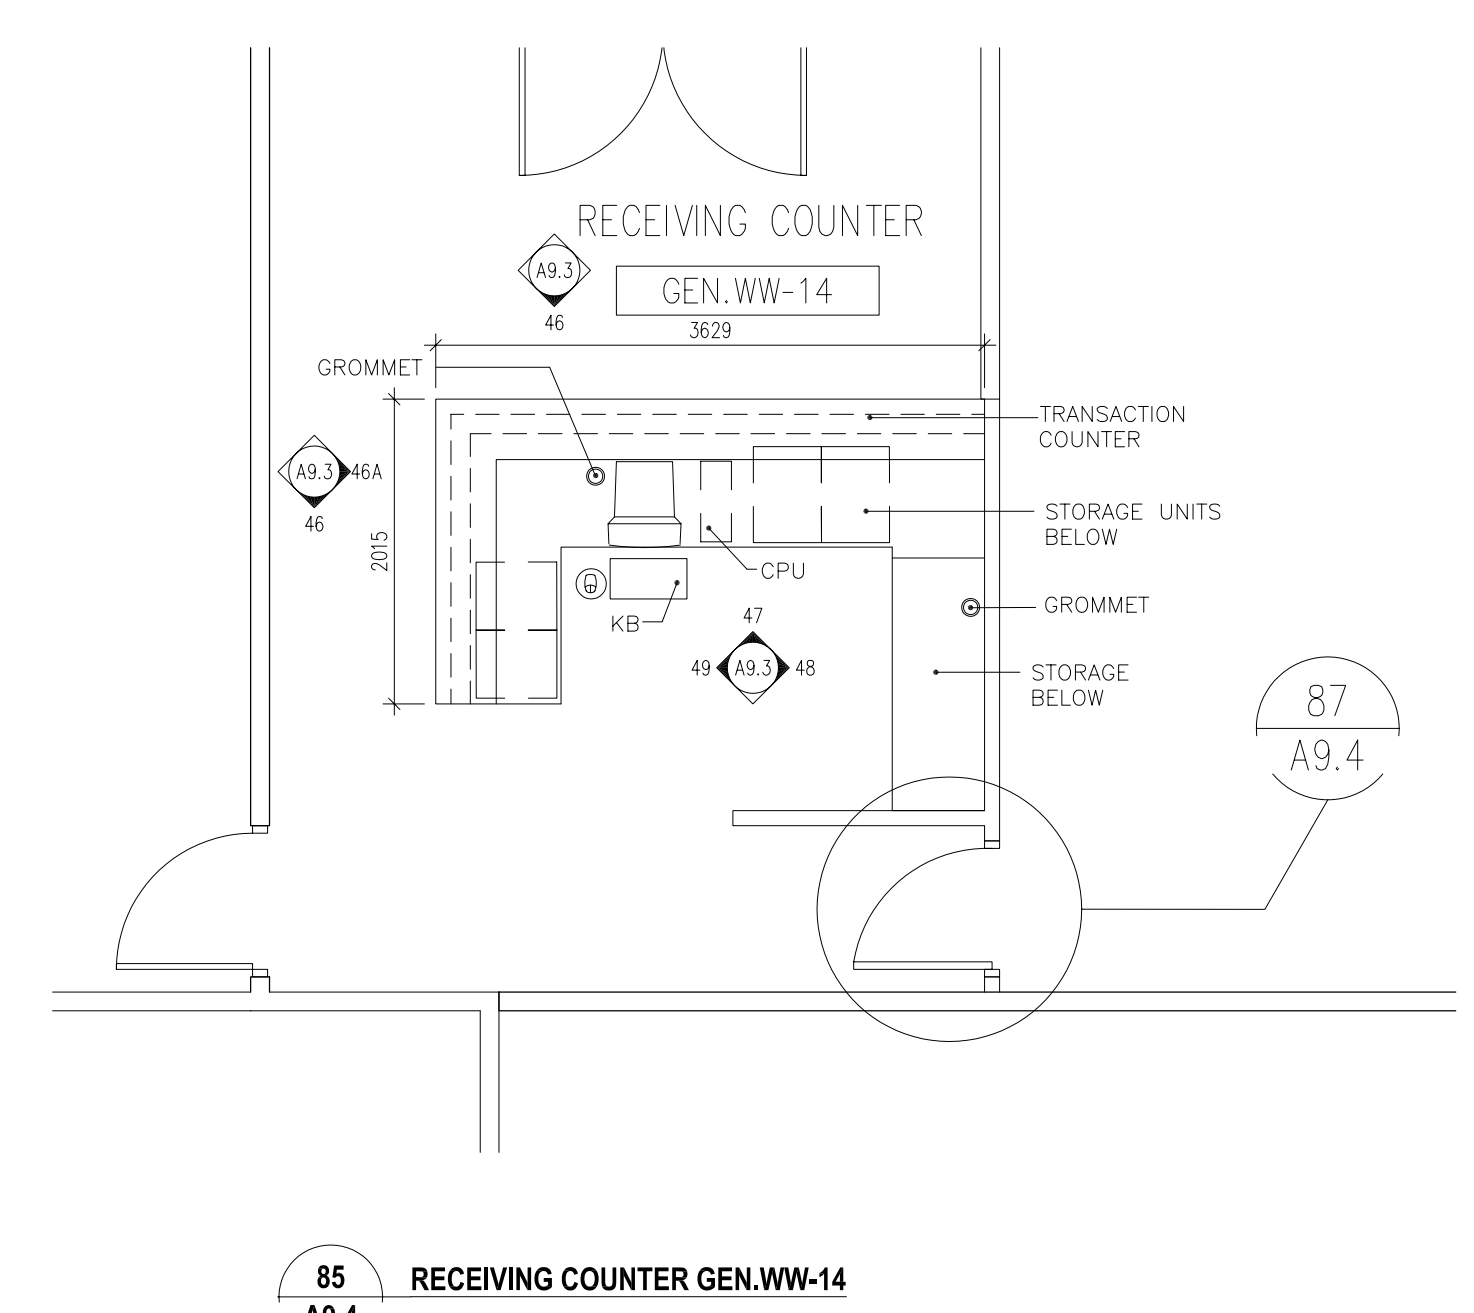 RECEIVING COUNTER
A9.3
46
GEN.WW-14
3629
GROMMET
TRANSACTION
COUNTER
A9.3 46A
46
2015
STORAGE UNITS
BELOW
CPU
GROMMET
KB
47
49 A9.3 48
STORAGE
BELOW
87
A9.4
85
RECEIVING COUNTER GEN.WW-14
A9.4